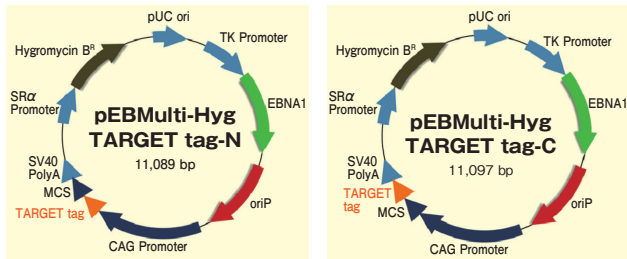 pUC ori
TK Promoter
Hygromycin Bᴿ
EBNA1
SRα
Promoter
pEBMulti-Hyg
TARGET tag-N
11,089 bp
SV40
PolyA
MCS
TARGET tag
oriP
CAG Promoter
pUC ori
TK Promoter
Hygromycin Bᴿ
EBNA1
SRα
Promoter
pEBMulti-Hyg
TARGET tag-C
11,097 bp
SV40
PolyA
TARGET
tag
MCS
oriP
CAG Promoter